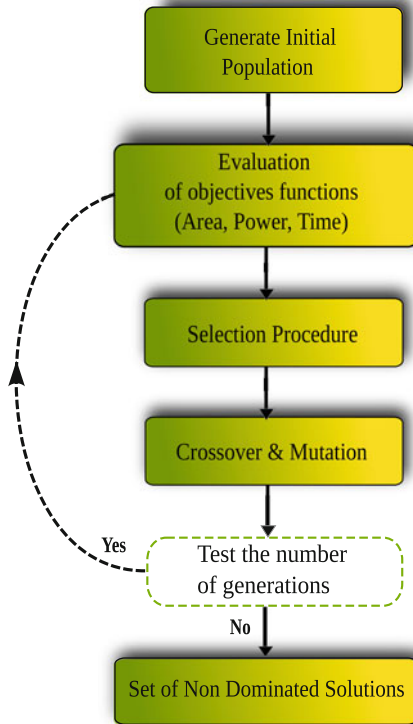 Generate Initial
Population
Evaluation
of objectives functions
(Area, Power, Time)
Selection Procedure
Crossover & Mutation
Yes
Test the number
of generations
No
Set of Non Dominated Solutions